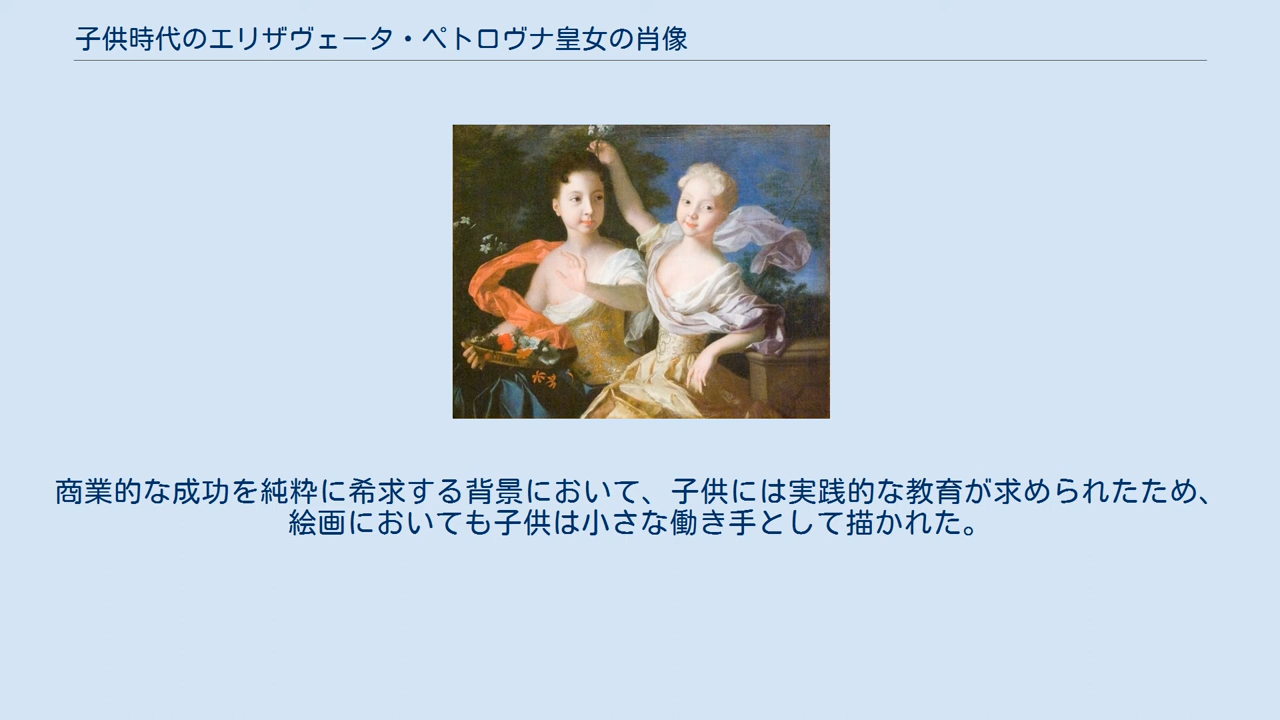 子供時代のエリザヴェータ・ペトロヴナ皇女の肖像
商業的な成功を純粋に希求する背景において、子供には実践的な教育が求められたため、
絵画においても子供は小さな働き手として描かれた。